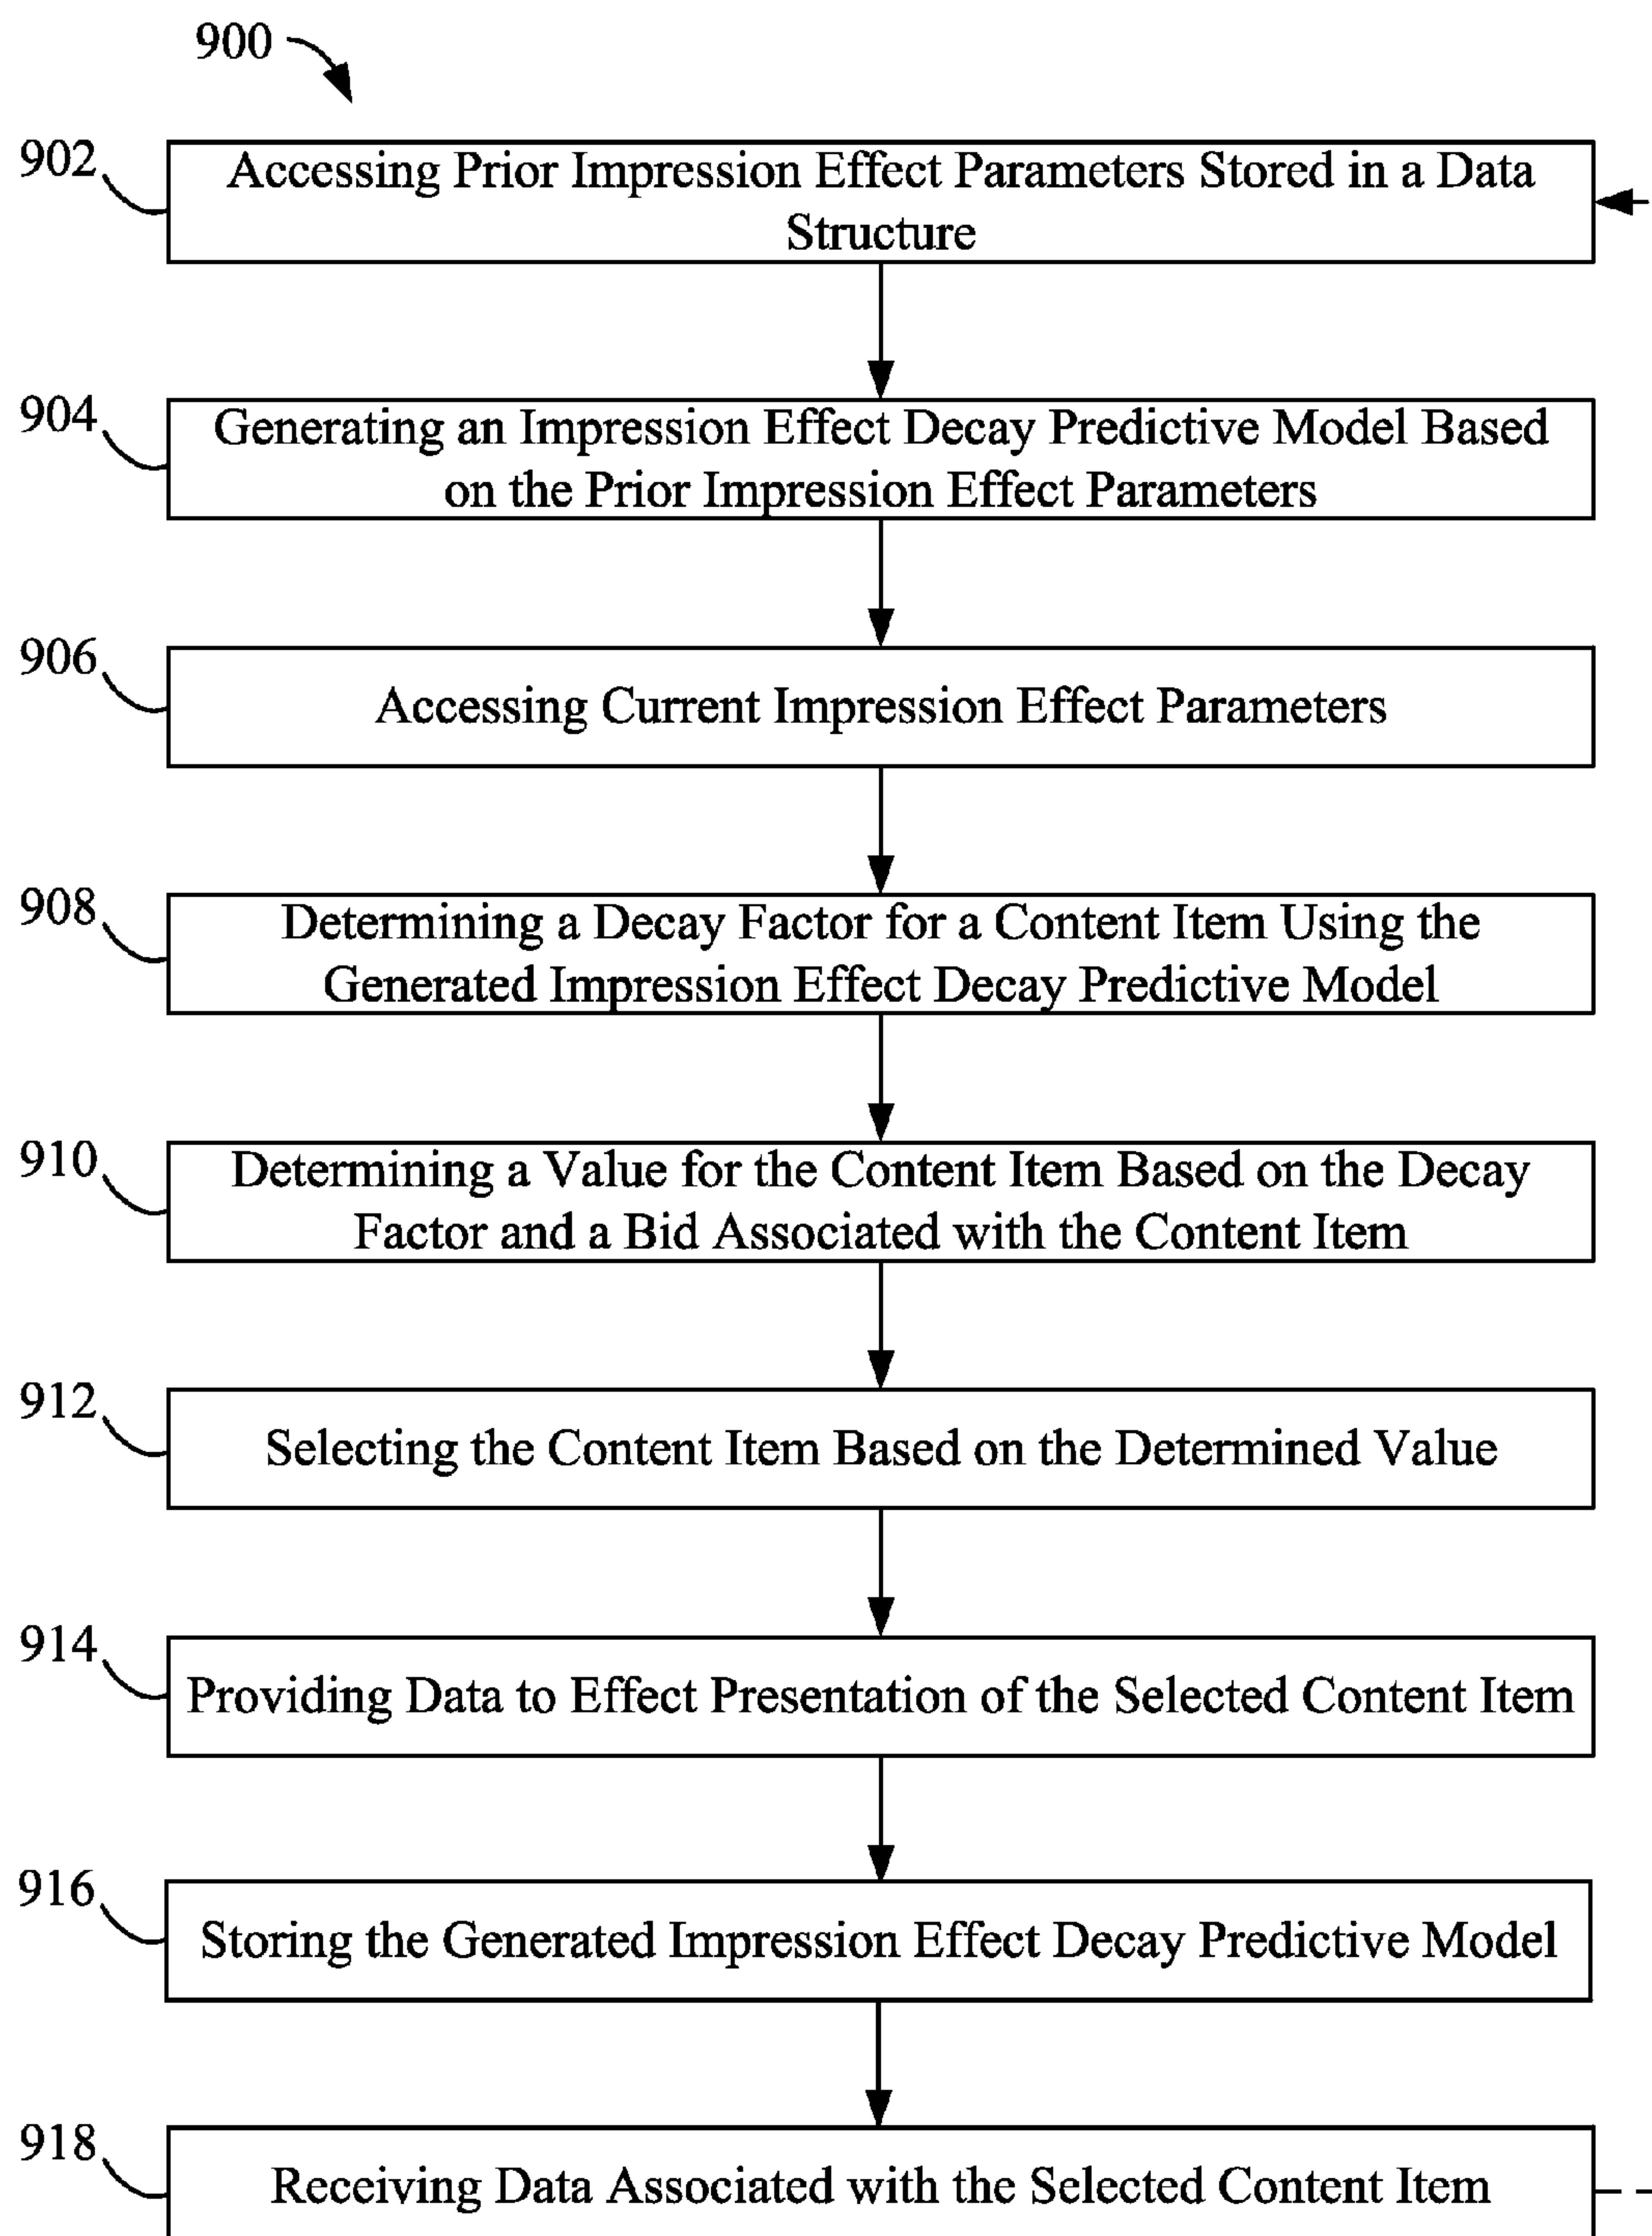 900
902
Accessing Prior Impression Effect Parameters Stored in a Data
Structure
904
Generating an Impression Effect Decay Predictive Model Based
on the Prior Impression Effect Parameters
906
Accessing Current Impression Effect Parameters
908
Determining a Decay Factor for a Content Item Using the
Generated Impression Effect Decay Predictive Model
910
Determining a Value for the Content Item Based on the Decay
Factor and a Bid Associated with the Content Item
912
Selecting the Content Item Based on the Determined Value
914
Providing Data to Effect Presentation of the Selected Content Item
916
Storing the Generated Impression Effect Decay Predictive Model
918
Receiving Data Associated with the Selected Content Item